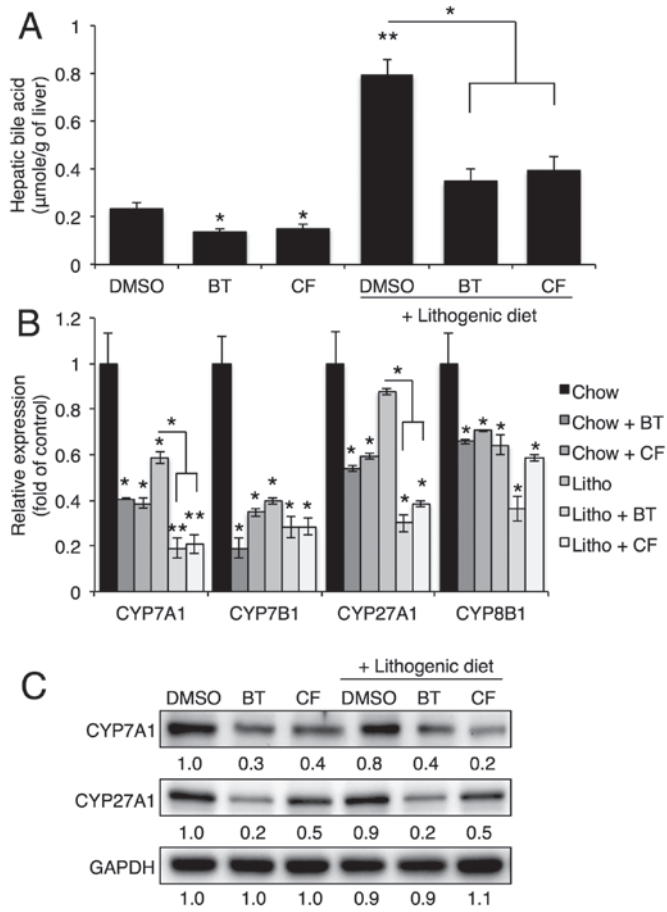 A
Hepatic bile acid
(µmole/g of liver)
1
0.8
0.6
0.4
0.2
0
*
*
**
*
DMSO BT CF DMSO BT CF
+ Lithogenic diet
B
Relative expression
(fold of control)
1.2
1
0.8
0.6
0.4
0.2
0
* * * * ** **
* * * * *
* * * * *
* * * * *
CYP7A1 CYP7B1 CYP27A1 CYP8B1
Chow
Chow + BT
Chow + CF
Litho
Litho + BT
Litho + CF
C
+ Lithogenic diet
DMSO BT CF DMSO BT CF
CYP7A1
1.0 0.3 0.4 0.8 0.4 0.2
CYP27A1
1.0 0.2 0.5 0.9 0.2 0.5
GAPDH
1.0 1.0 1.0 0.9 0.9 1.1